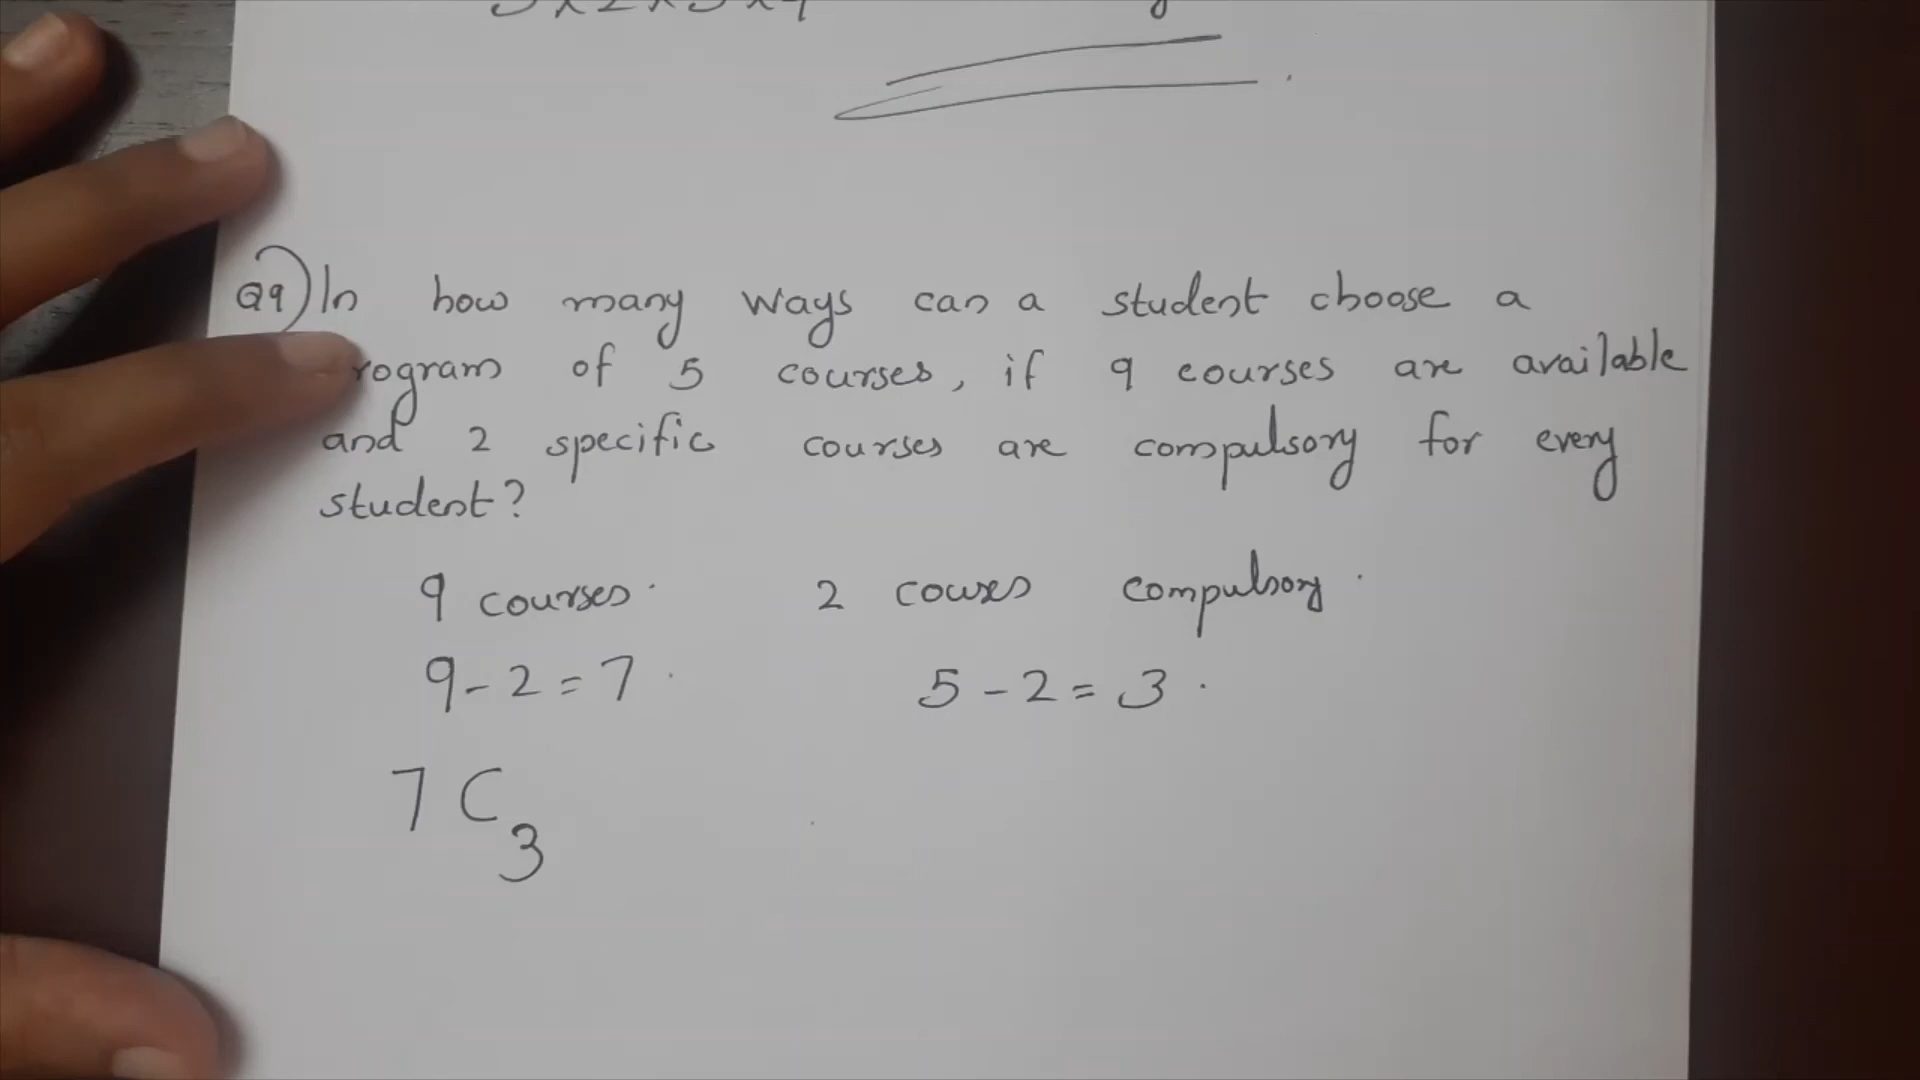 Q9) In how many ways can a student choose a
program of 5 courses, if 9 courses are available
and 2 specific courses are compulsory for every
student?
9 courses. 2 courses compulsory.
9-2=7. 5-2=3.
7C3